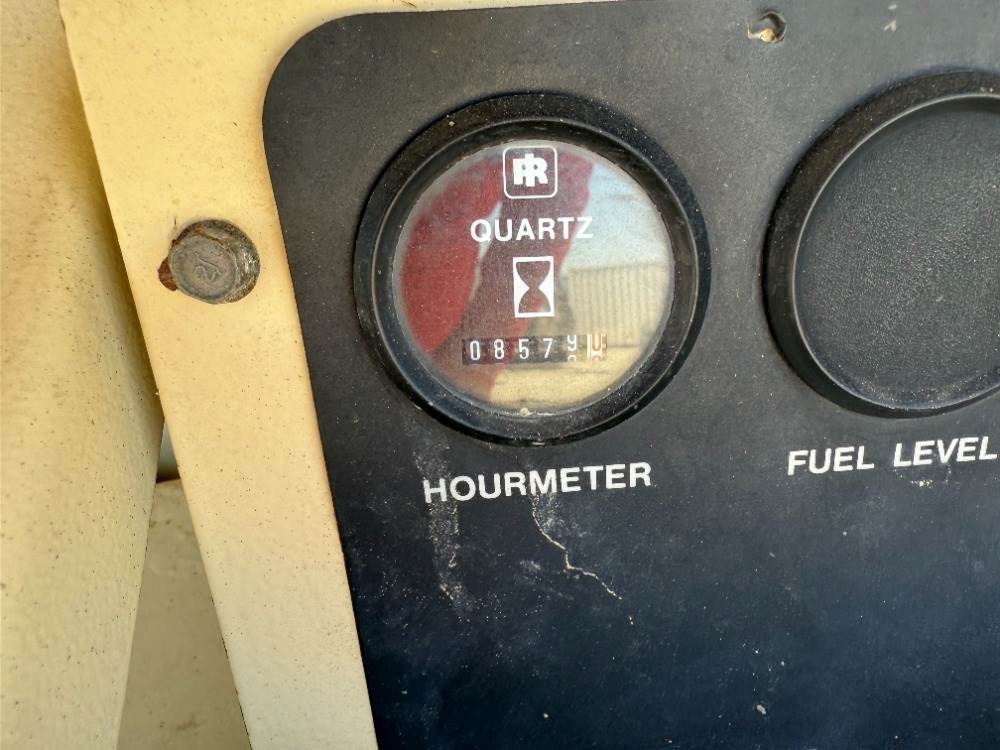 IR
QUARTZ
0857
HOURMETER
FUEL LEVEL